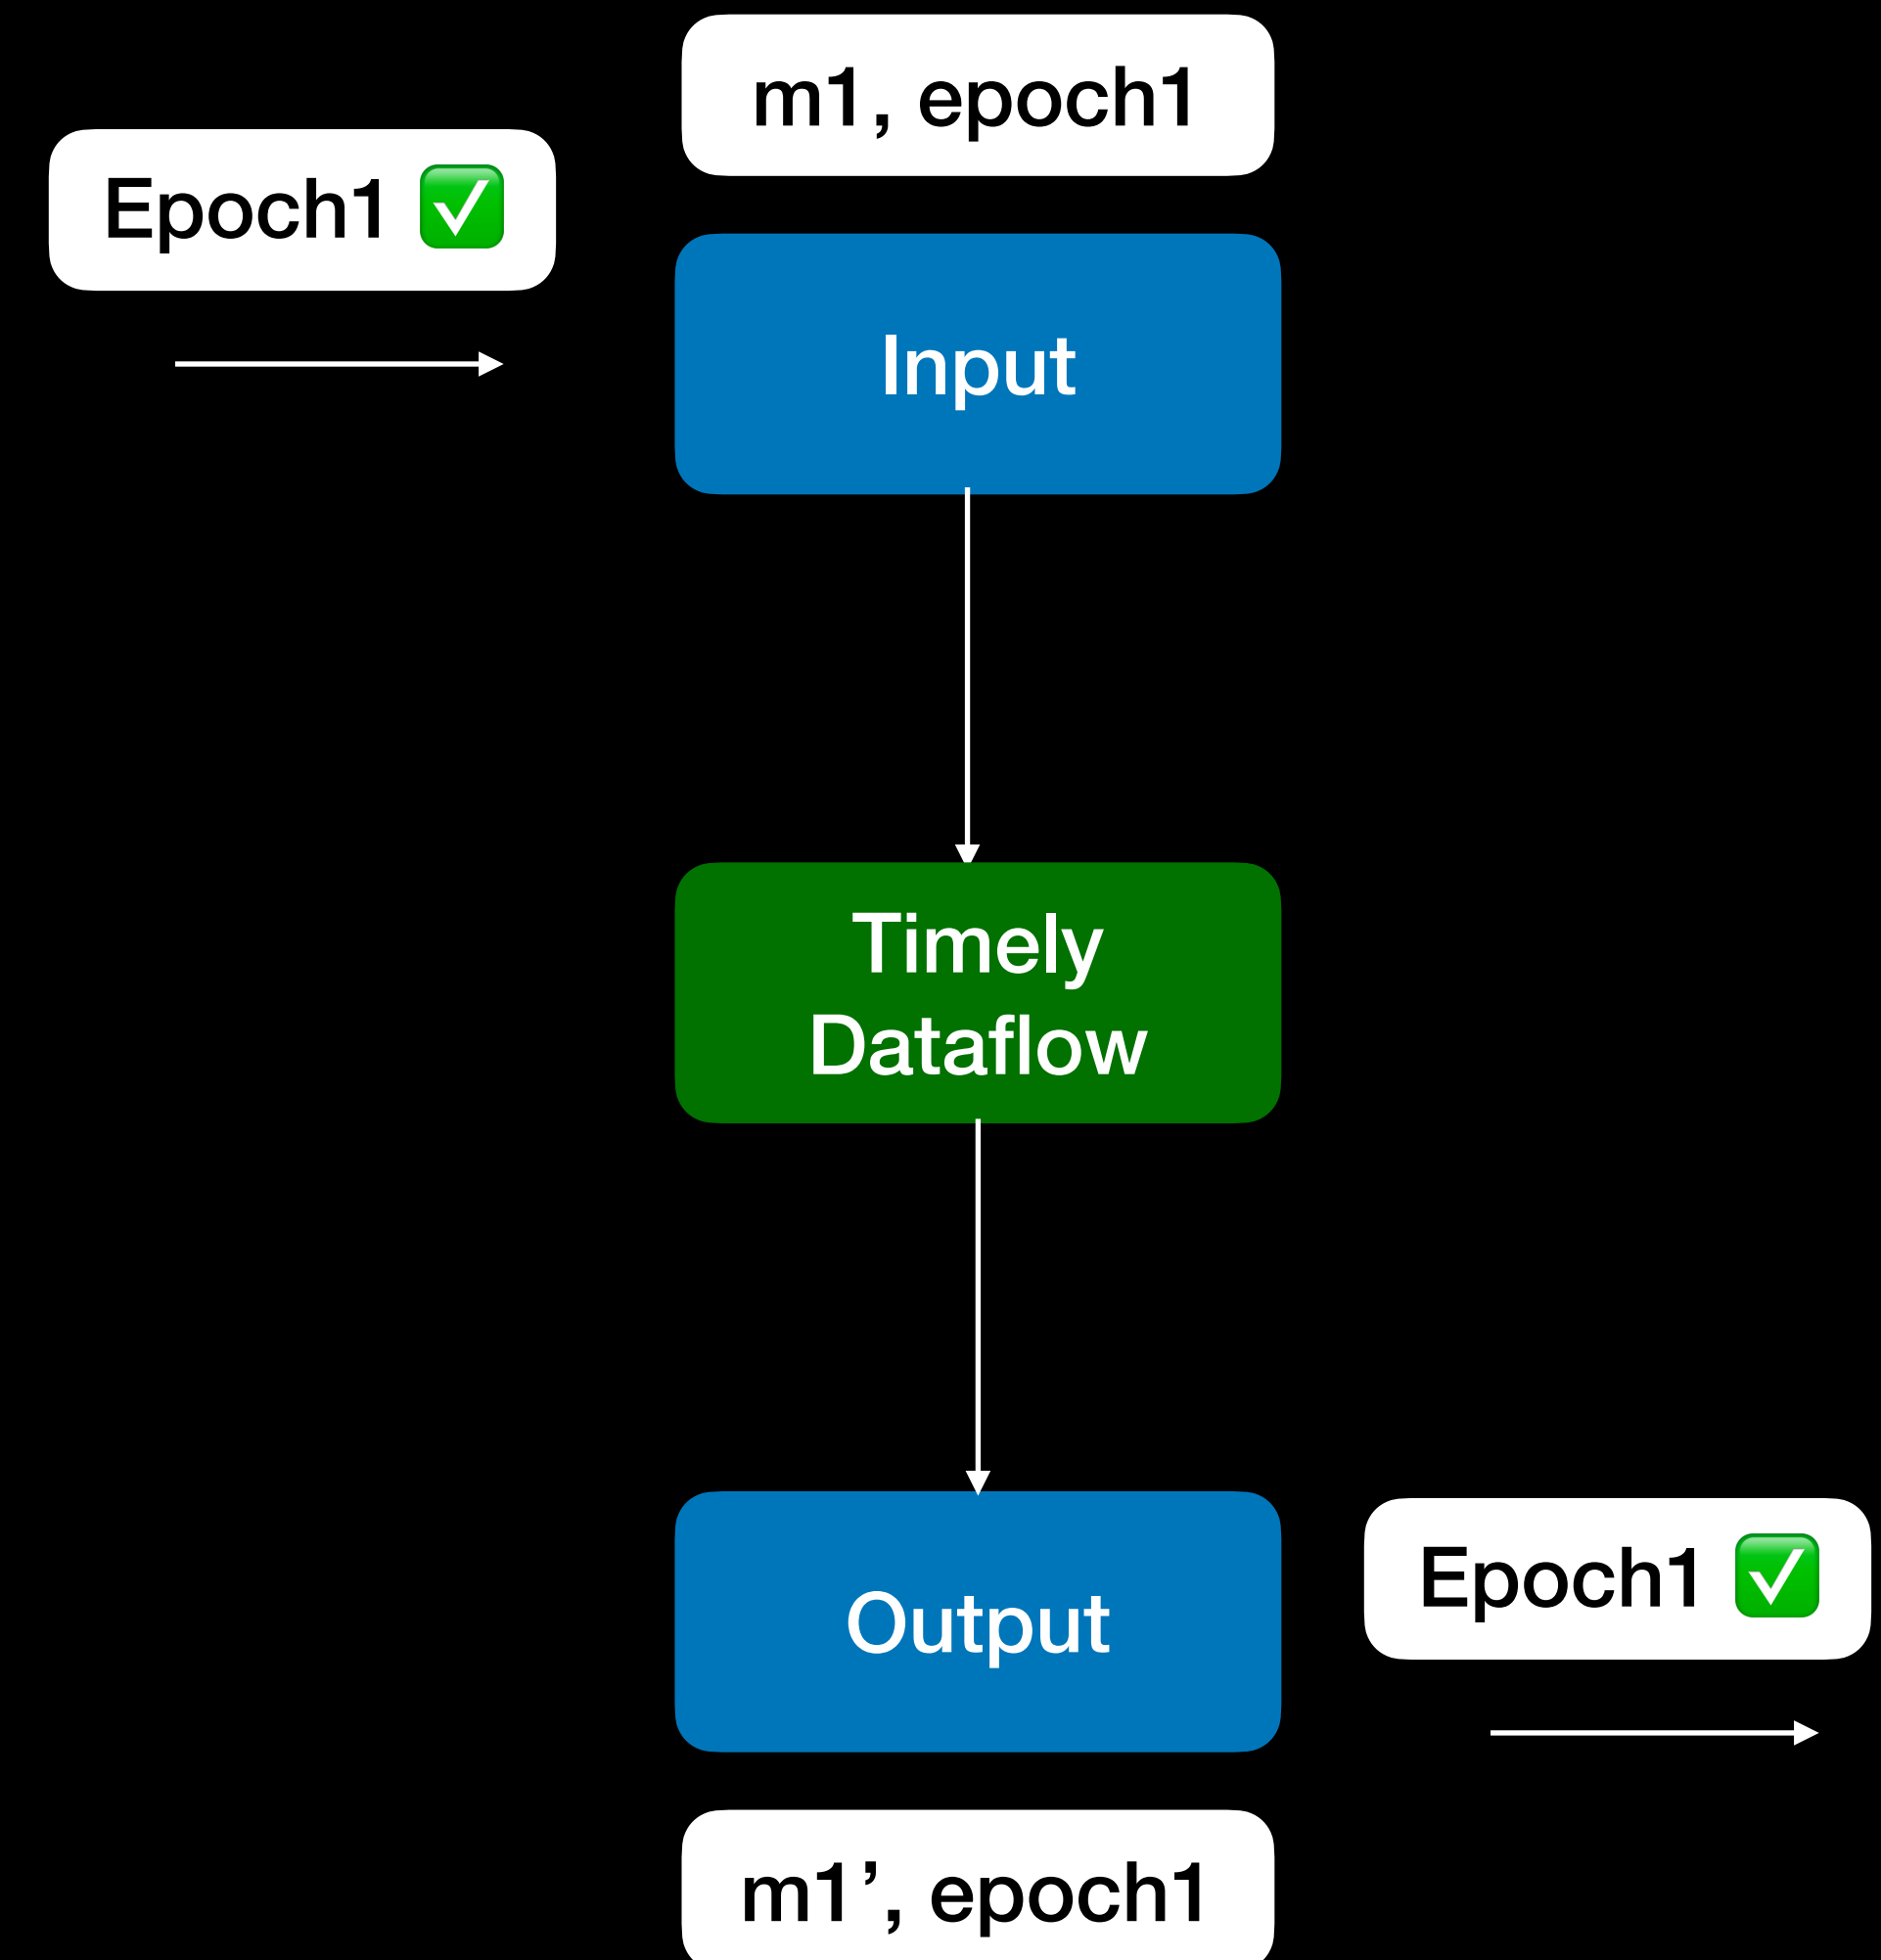 m1, epoch1
Epoch1 ✅
Input
Timely
Dataflow
Output
Epoch1 ✅
m1’, epoch1